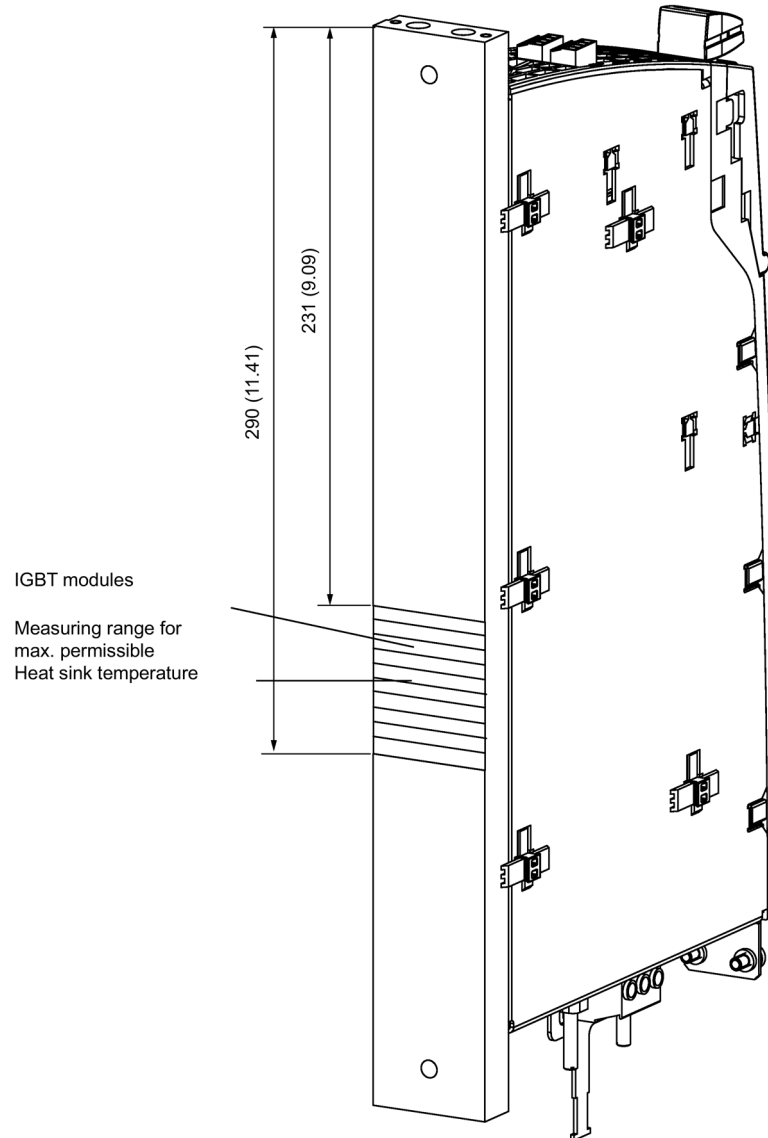 231 (9.09)
290 (11.41)
IGBT modules
Measuring range for
max. permissible
Heat sink temperature